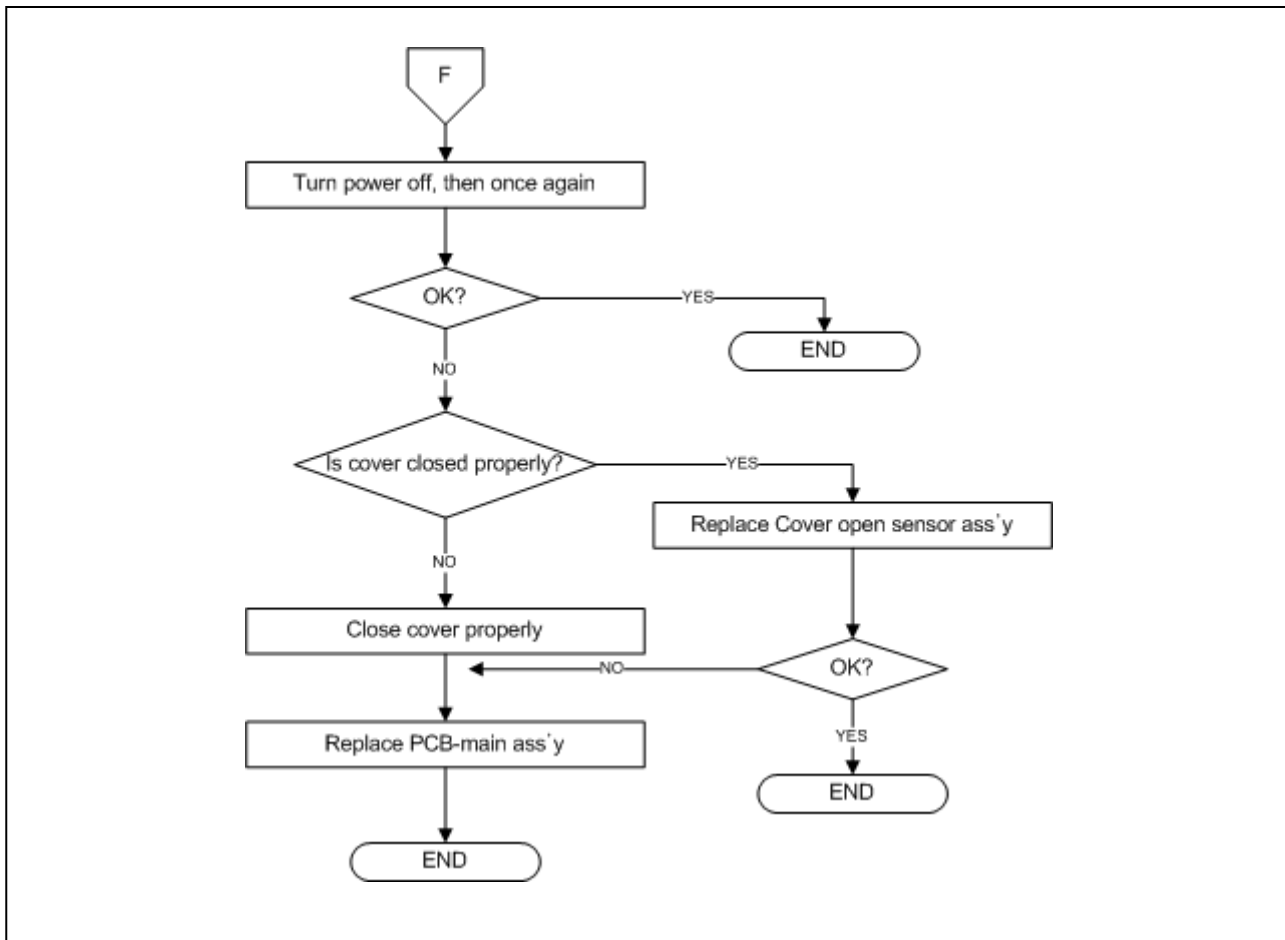 F
Turn power off, then once again
OK?
YES
END
NO
Is cover closed properly?
YES
Replace Cover open sensor ass'y
NO
Close cover properly
OK?
NO
Replace PCB-main ass'y
YES
END
END